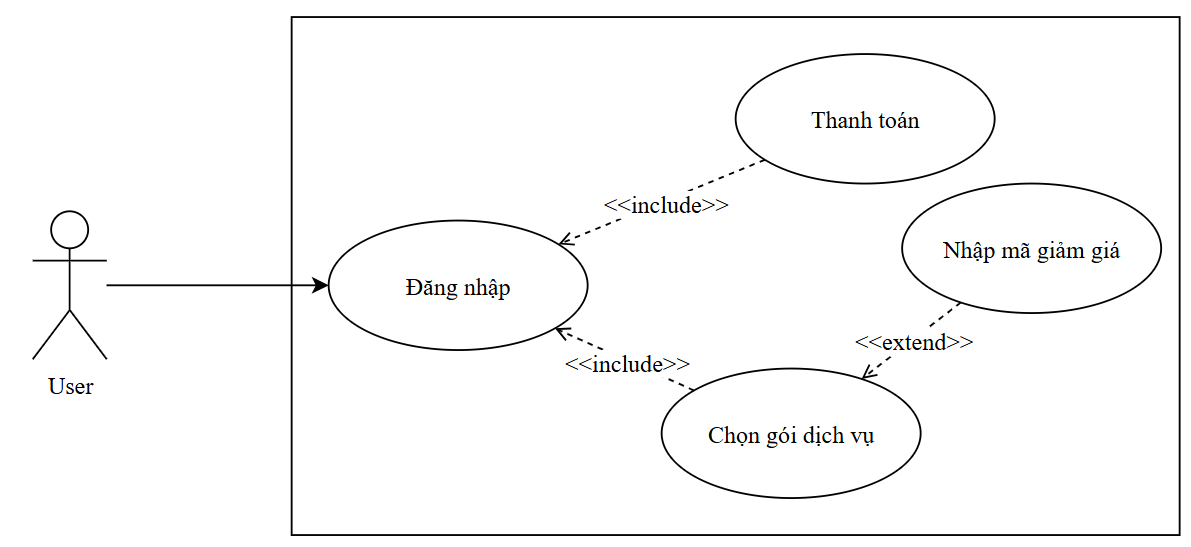 Thanh toán
<<include>>
Nhập mã giảm giá
Đăng nhập
<<extend>>
<<include>>
User
Chọn gói dịch vụ